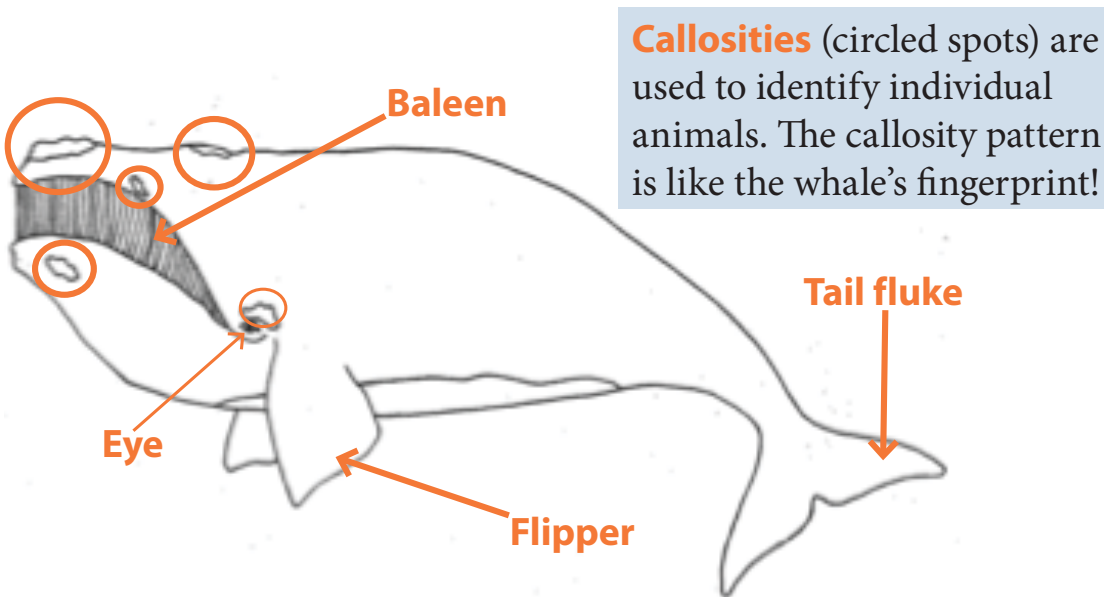 Callosities (circled spots) are
used to identify individual
animals. The callosity pattern
is like the whale’s fingerprint!
Baleen
Tail fluke
Eye
Flipper